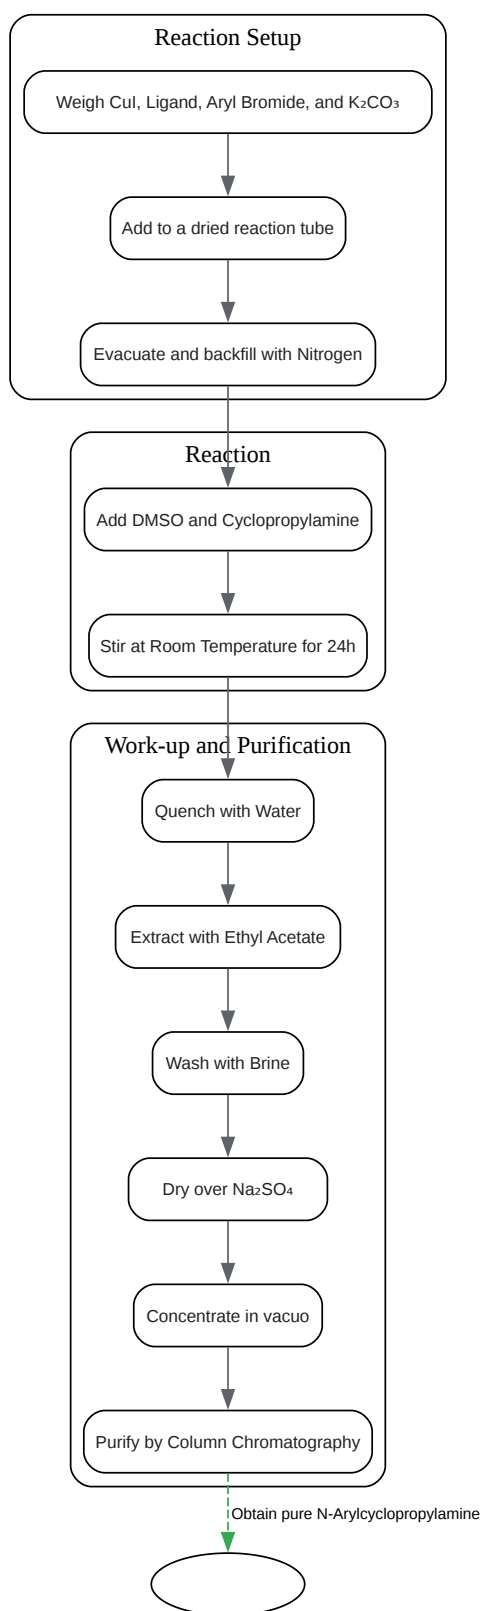 Reaction Setup
Weigh CuI, Ligand, Aryl Bromide, and K₂CO₃
Add to a dried reaction tube
Evacuate and backfill with Nitrogen
Reaction
Add DMSO and Cyclopropylamine
Stir at Room Temperature for 24h
Work-up and Purification
Quench with Water
Extract with Ethyl Acetate
Wash with Brine
Dry over Na₂SO₄
Concentrate in vacuo
Purify by Column Chromatography
Obtain pure N-Arylcyclopropylamine